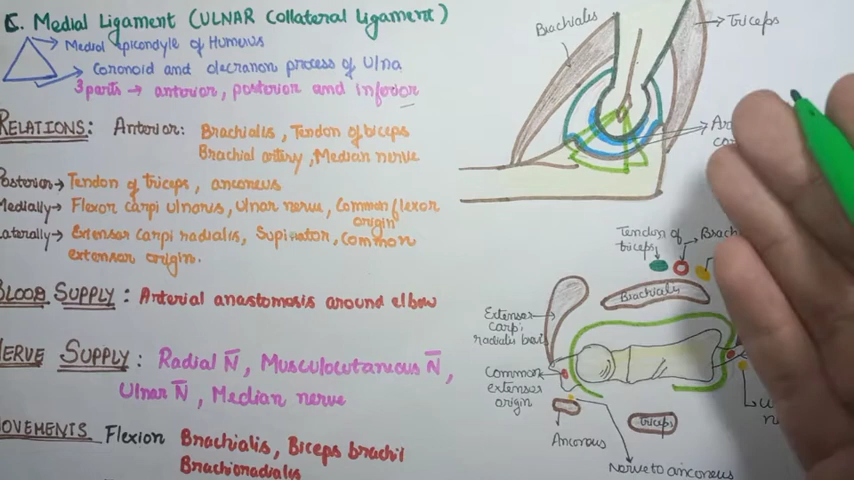 C. Medial Ligament (ULNAR Collateral Ligament)
Medial epicondyle of Humerus
Coronoid and olecranon process of Ulna
3 parts → anterior, posterior and inferior
RELATIONS: Anterior: Brachialis, Tendon of biceps
Brachial artery, Median nerve
Posterior → Tendon of triceps, anconeus
Medially → Flexor carpi ulnaris, Ulnar nerve, Common flexor
origin
Laterally → Extensor carpi radialis, Supinator, Common
extensor origin.
BLOOD SUPPLY: Arterial anastomosis around elbow
NERVE SUPPLY: Radial N̄, Musculocutaneous N̄,
Ulnar N̄, Median nerve
MOVEMENTS Flexion Brachialis, Biceps brachii
Brachioradialis
Brachialis
Triceps
Tendon of
triceps
Brachialis
Extensor
carpi
radialis
Common
extensor
origin
Anconous
Triceps
Nerve to anconeus